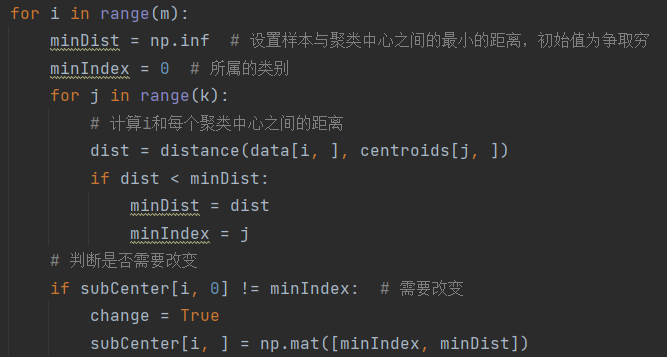 for i in range(m):
    minDist = np.inf  # 设置样本与聚类中心之间的最小的距离，初始值为争取穷
    minIndex = 0  # 所属的类别
    for j in range(k):
        # 计算i和每个聚类中心之间的距离
        dist = distance(data[i, ], centroids[j, ])
        if dist < minDist:
            minDist = dist
            minIndex = j
    # 判断是否需要改变
    if subCenter[i, 0] != minIndex:  # 需要改变
        change = True
        subCenter[i, ] = np.mat([minIndex, minDist])